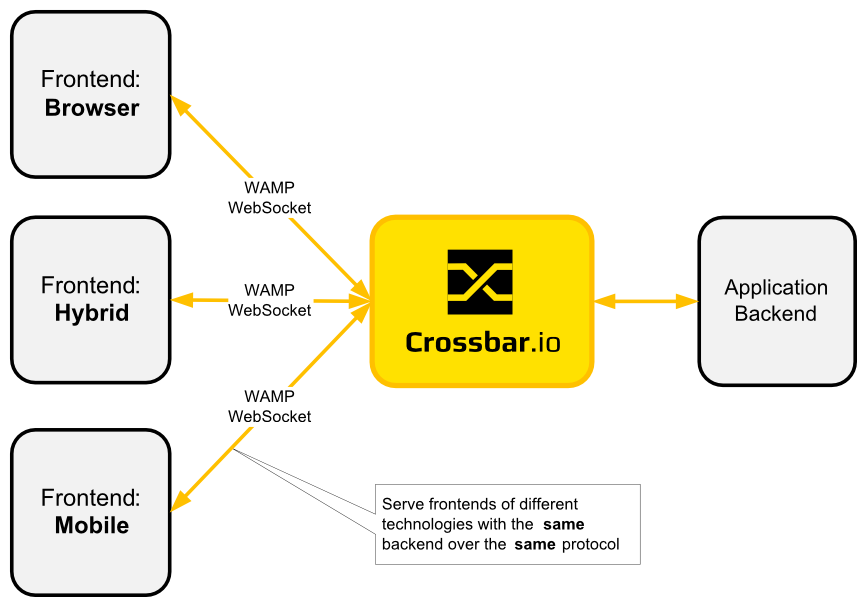 Frontend:
Browser
WAMP
WebSocket
Frontend:
Hybrid
WAMP
WebSocket
Crossbar.io
Application
Backend
WAMP
WebSocket
Frontend:
Mobile
Serve frontends of different
technologies with the same
backend over the same protocol